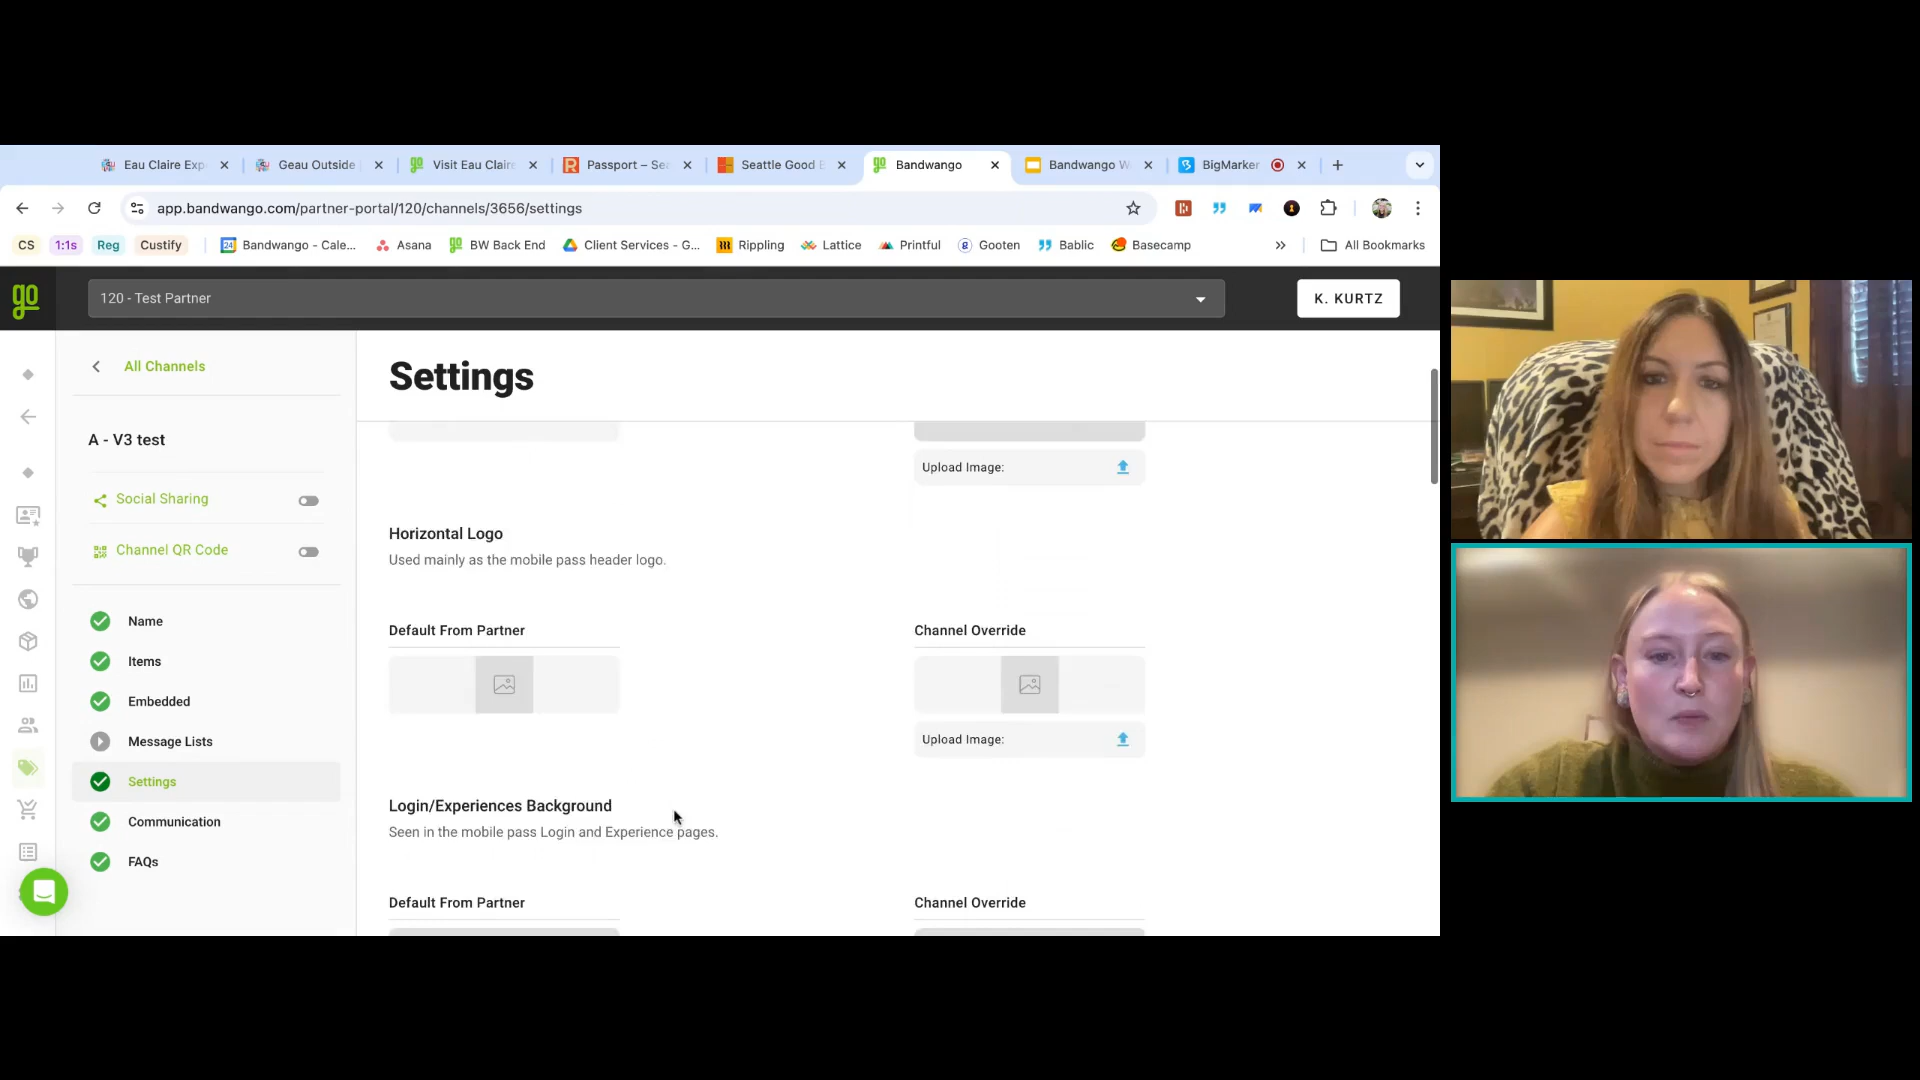 Eau Claire Exp
Geau Outside
Visit Eau Claire
Passport – Se
Seattle Good
Bandwango
Bandwango W
BigMarker
app.bandwango.com/partner-portal/120/channels/3656/settings
CS
1:1s
Reg
Custify
Bandwango - Cale...
Asana
BW Back End
Client Services - G...
Rippling
Lattice
Printful
Gooten
Bablic
Basecamp
All Bookmarks
go
120 - Test Partner
K. KURTZ
All Channels
A - V3 test
Social Sharing
Channel QR Code
Name
Items
Embedded
Message Lists
Settings
Communication
FAQs
Settings
Upload Image:
Horizontal Logo
Used mainly as the mobile pass header logo.
Default From Partner
Channel Override
Upload Image:
Login/Experiences Background
Seen in the mobile pass Login and Experience pages.
Default From Partner
Channel Override